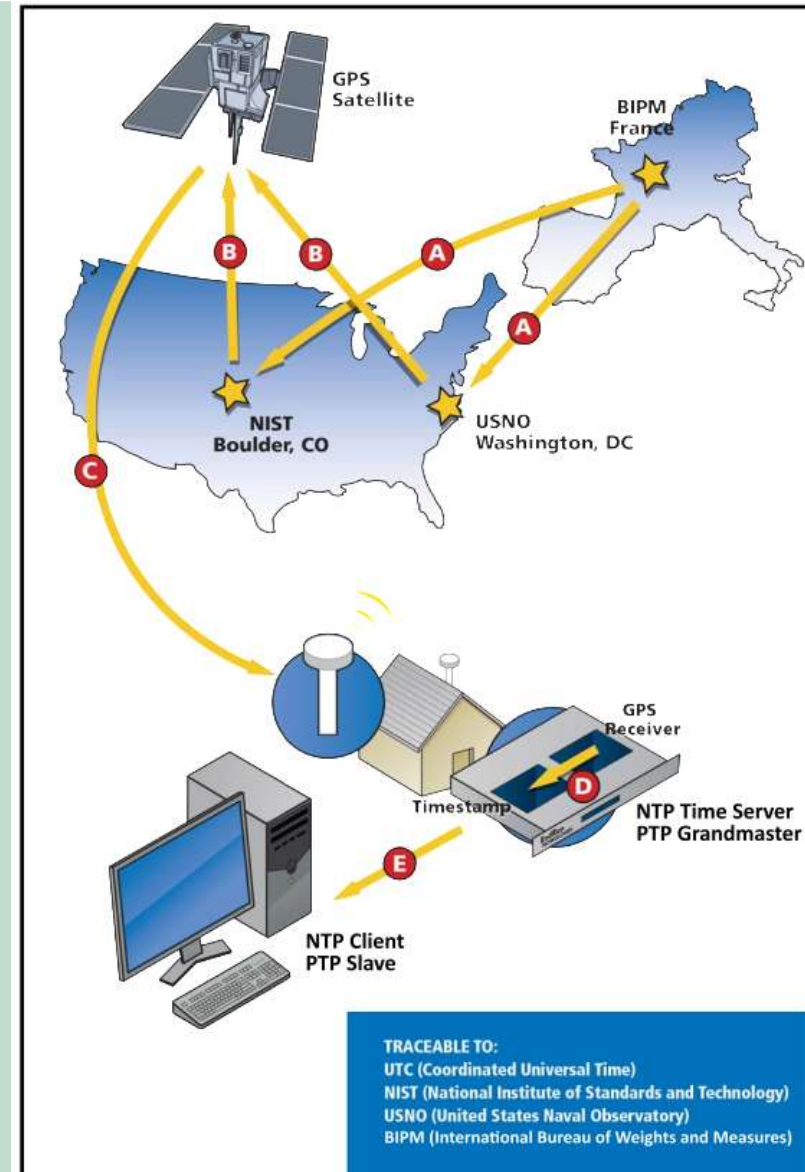 GPS
Satellite
BIPM
France
B
B
A
A
NIST
Boulder, CO
USNO
Washington, DC
C
GPS
Receiver
D
Timestamp
NTP Time Server
PTP Grandmaster
E
NTP Client
PTP Slave
TRACEABLE TO:
UTC (Coordinated Universal Time)
NIST (National Institute of Standards and Technology)
USNO (United States Naval Observatory)
BIPM (International Bureau of Weights and Measures)